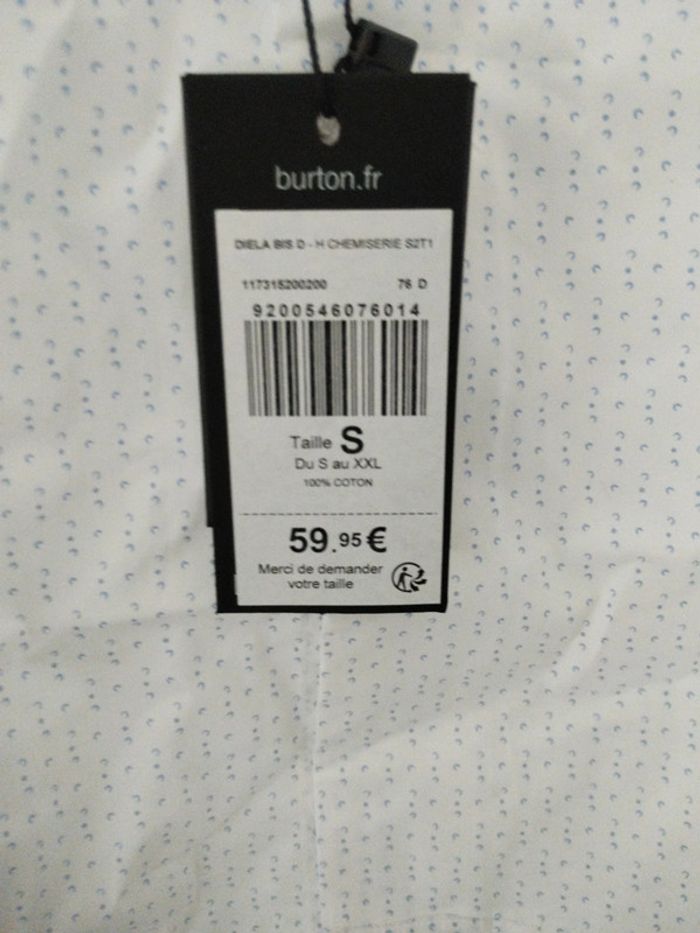 burton.fr
DIELA BIS D - H CHEMISERIE S2T1
117315200200 76 D
9200546076014
Taille S
Du S au XXL
100% COTON
59.95€
Merci de demander
votre taille